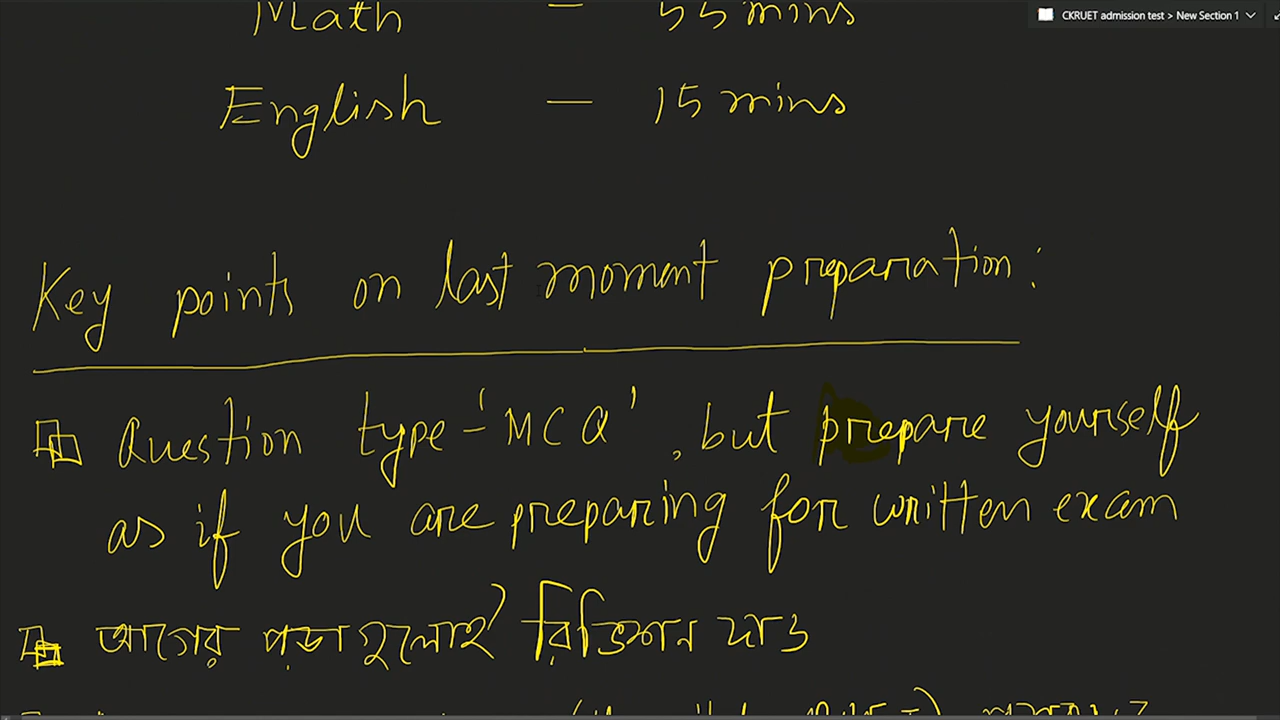 CKRUET admission test > New Section 1
Math — 55 mins
English — 15 mins
Key points on last moment preparation:
Question type - 'MCQ', but prepare yourself
as if you are preparing for written exam
আগের পড়া গুলোই রিভিশন দাও